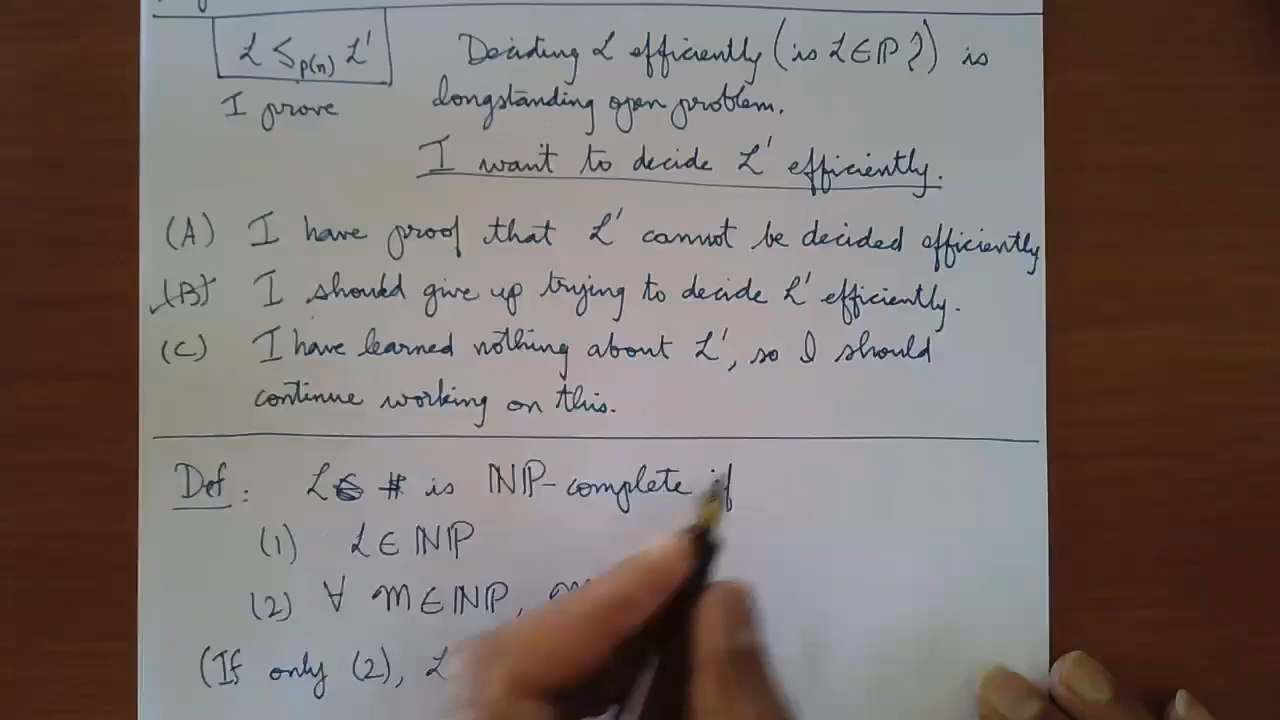 L ≤p(n) L' Deciding L efficiently (is L∈P?) is
I prove longstanding open problem.
I want to decide L' efficiently.
(A) I have proof that L' cannot be decided efficiently
(B) I should give up trying to decide L' efficiently.
(C) I have learned nothing about L', so I should
continue working on this.
Def: L # is NP-complete if
(1) L ∈ NP
(2) ∀ M ∈ NP,
(If only (2), L